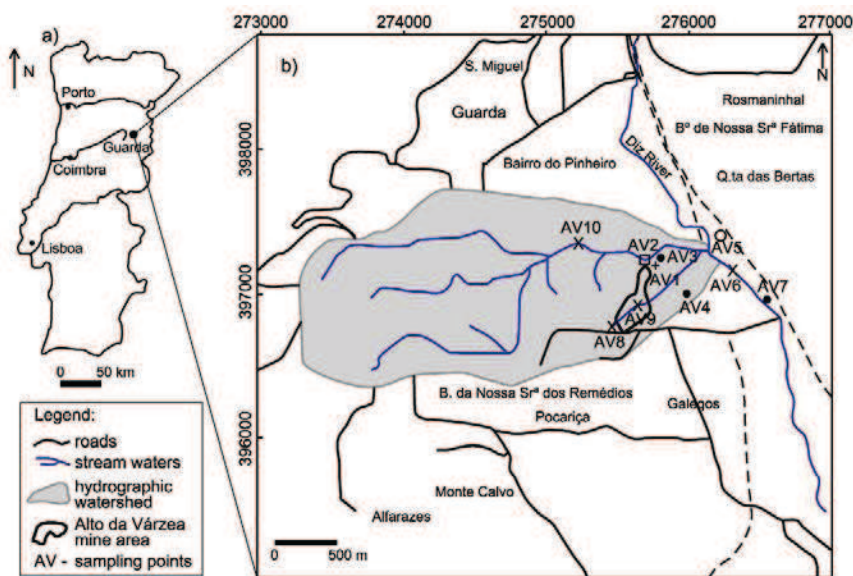 a)
N
Porto
Guarda
Coimbra
Lisboa
0 50 km
Legend:
roads
stream waters
hydrographic
watershed
Alto da Várzea
mine area
AV - sampling points
273000 274000 275000 276000 277000
b)
N
S. Miguel
Guarda
Rosmaninhal
Bº de Nossa Srª Fátima
398000
Bairro do Pinheiro
Diz River
Q.ta das Bertas
AV10
AV2
AV3
AV5
AV1
AV6
AV7
397000
AV4
AV9
AV8
B. da Nossa Srª dos Remédios
Galegos
Pocariça
396000
Monte Calvo
Alfarazes
0 500 m